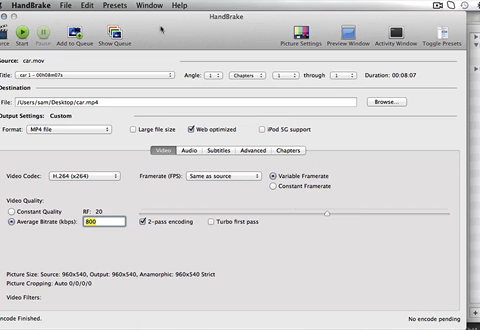 HandBrake File Edit Presets Window Help
HandBrake
Start Pause Add to Queue Show Queue Picture Settings Preview Window Activity Window Toggle Presets
Source: car.mov
Title: car 1 - 00h08m07s Angle: 1 Chapters 1 through 1 Duration: 00:08:07
Destination
File: /Users/sam/Desktop/car.mp4 Browse...
Output Settings: Custom
Format: MP4 file Large file size Web optimized iPod 5G support
Video Audio Subtitles Advanced Chapters
Video Codec: H.264 (x264) Framerate (FPS): Same as source Variable Framerate
Constant Framerate
Video Quality:
Constant Quality RF: 20
Average Bitrate (kbps): 800 2-pass encoding Turbo first pass
Picture Size: Source: 960x540, Output: 960x540, Anamorphic: 960x540 Strict
Picture Cropping: Auto 0/0/0/0
Video Filters:
ncode Finished. No encode pending